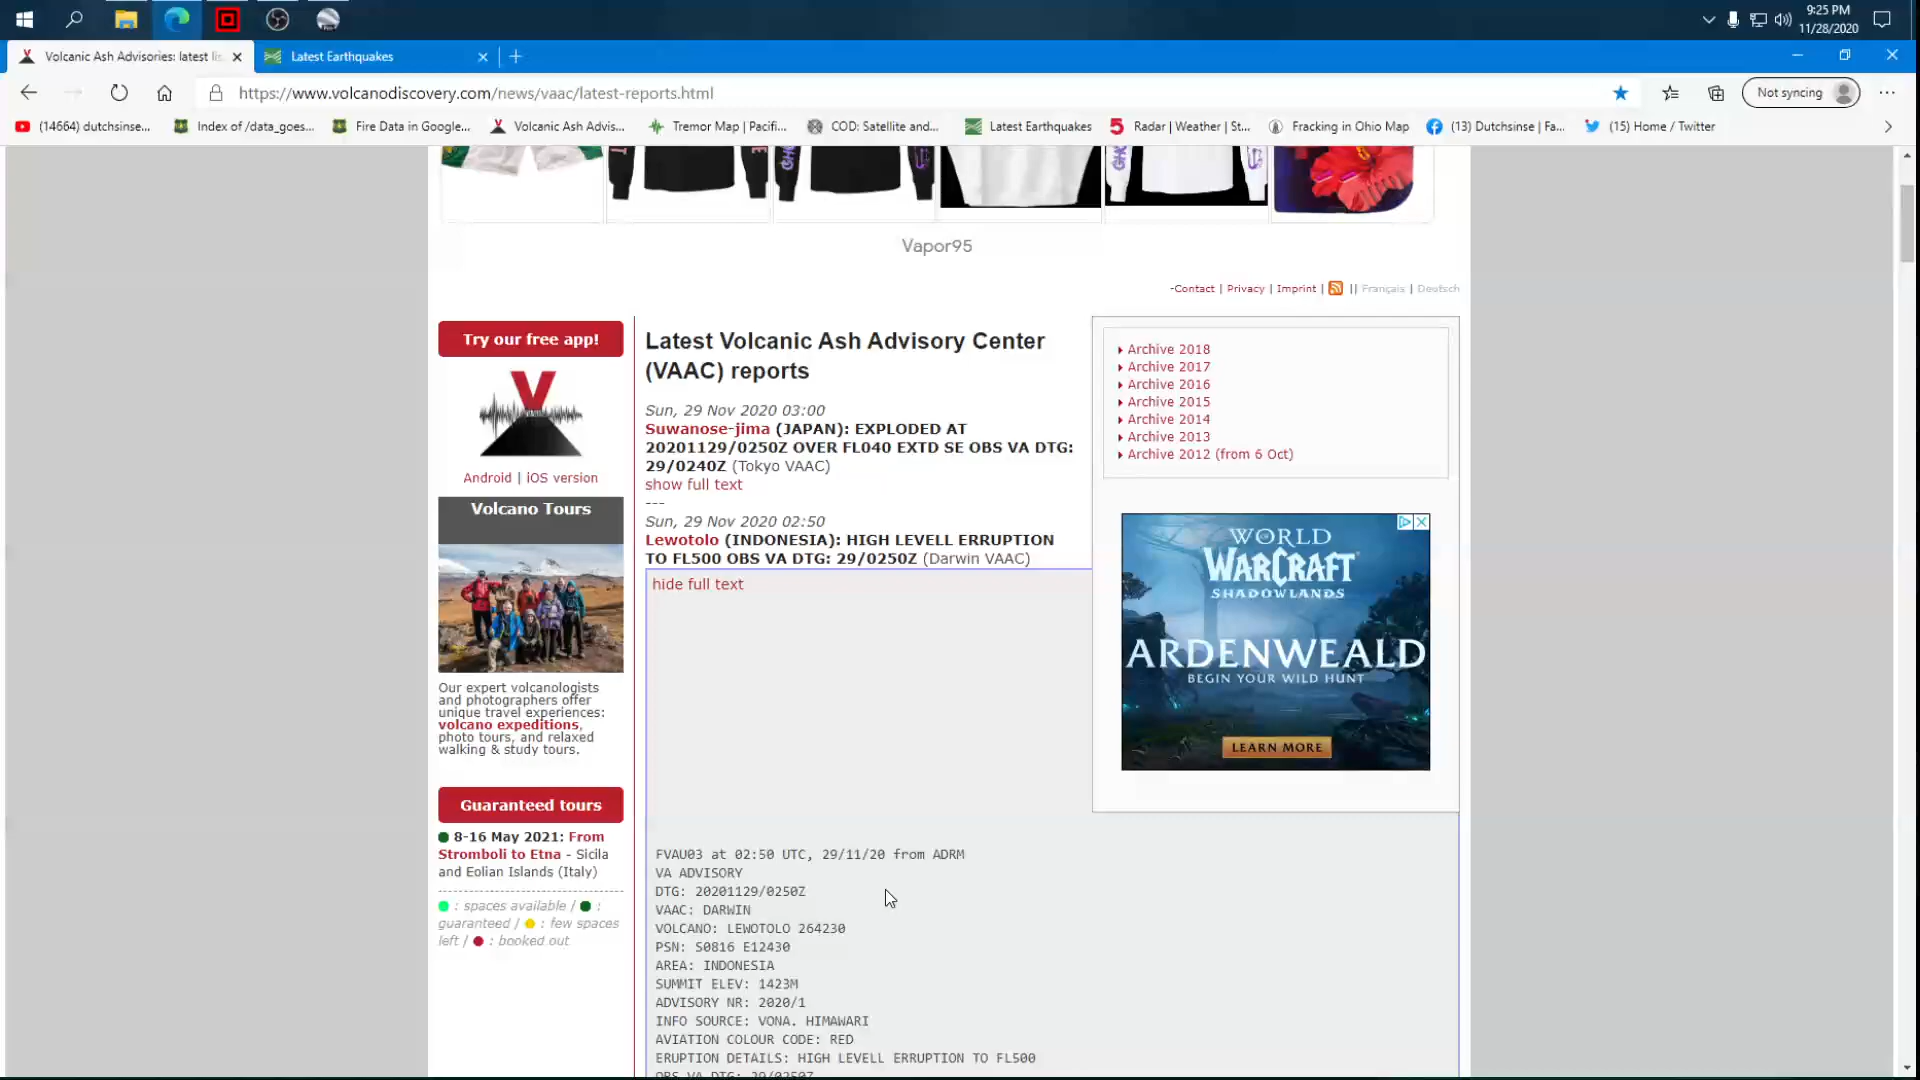 9:25 PM
11/28/2020
Volcanic Ash Advisories: latest lis
Latest Earthquakes
https://www.volcanodiscovery.com/news/vaac/latest-reports.html
Not syncing
(14664) dutchsinse...
Index of /data_goes...
Fire Data in Google...
Volcanic Ash Advis...
Tremor Map | Pacifi...
COD: Satellite and...
Latest Earthquakes
Radar | Weather | St...
Fracking in Ohio Map
(13) Dutchsinse | Fa...
(15) Home / Twitter
Vapor95
-Contact | Privacy | Imprint | || Français | Deutsch
Try our free app!
V
Android | iOS version
Volcano Tours
Our expert volcanologists
and photographers offer
unique travel experiences:
volcano expeditions,
photo tours, and relaxed
walking & study tours.
Guaranteed tours
8-16 May 2021: From
Stromboli to Etna - Sicila
and Eolian Islands (Italy)
: spaces available / :
guaranteed / : few spaces
left / : booked out
Latest Volcanic Ash Advisory Center
(VAAC) reports
Sun, 29 Nov 2020 03:00
Suwanose-jima (JAPAN): EXPLODED AT
20201129/0250Z OVER FL040 EXTD SE OBS VA DTG:
29/0240Z (Tokyo VAAC)
show full text
---
Sun, 29 Nov 2020 02:50
Lewotolo (INDONESIA): HIGH LEVELL ERRUPTION
TO FL500 OBS VA DTG: 29/0250Z (Darwin VAAC)
hide full text
FVAU03 at 02:50 UTC, 29/11/20 from ADRM
VA ADVISORY
DTG: 20201129/0250Z
VAAC: DARWIN
VOLCANO: LEWOTOLO 264230
PSN: S0816 E12430
AREA: INDONESIA
SUMMIT ELEV: 1423M
ADVISORY NR: 2020/1
INFO SOURCE: VONA. HIMAWARI
AVIATION COLOUR CODE: RED
ERUPTION DETAILS: HIGH LEVELL ERRUPTION TO FL500
OBS VA DTG: 29/0250Z
Archive 2018
Archive 2017
Archive 2016
Archive 2015
Archive 2014
Archive 2013
Archive 2012 (from 6 Oct)
WORLD
WARCRAFT
SHADOWLANDS
ARDENWEALD
BEGIN YOUR WILD HUNT
LEARN MORE